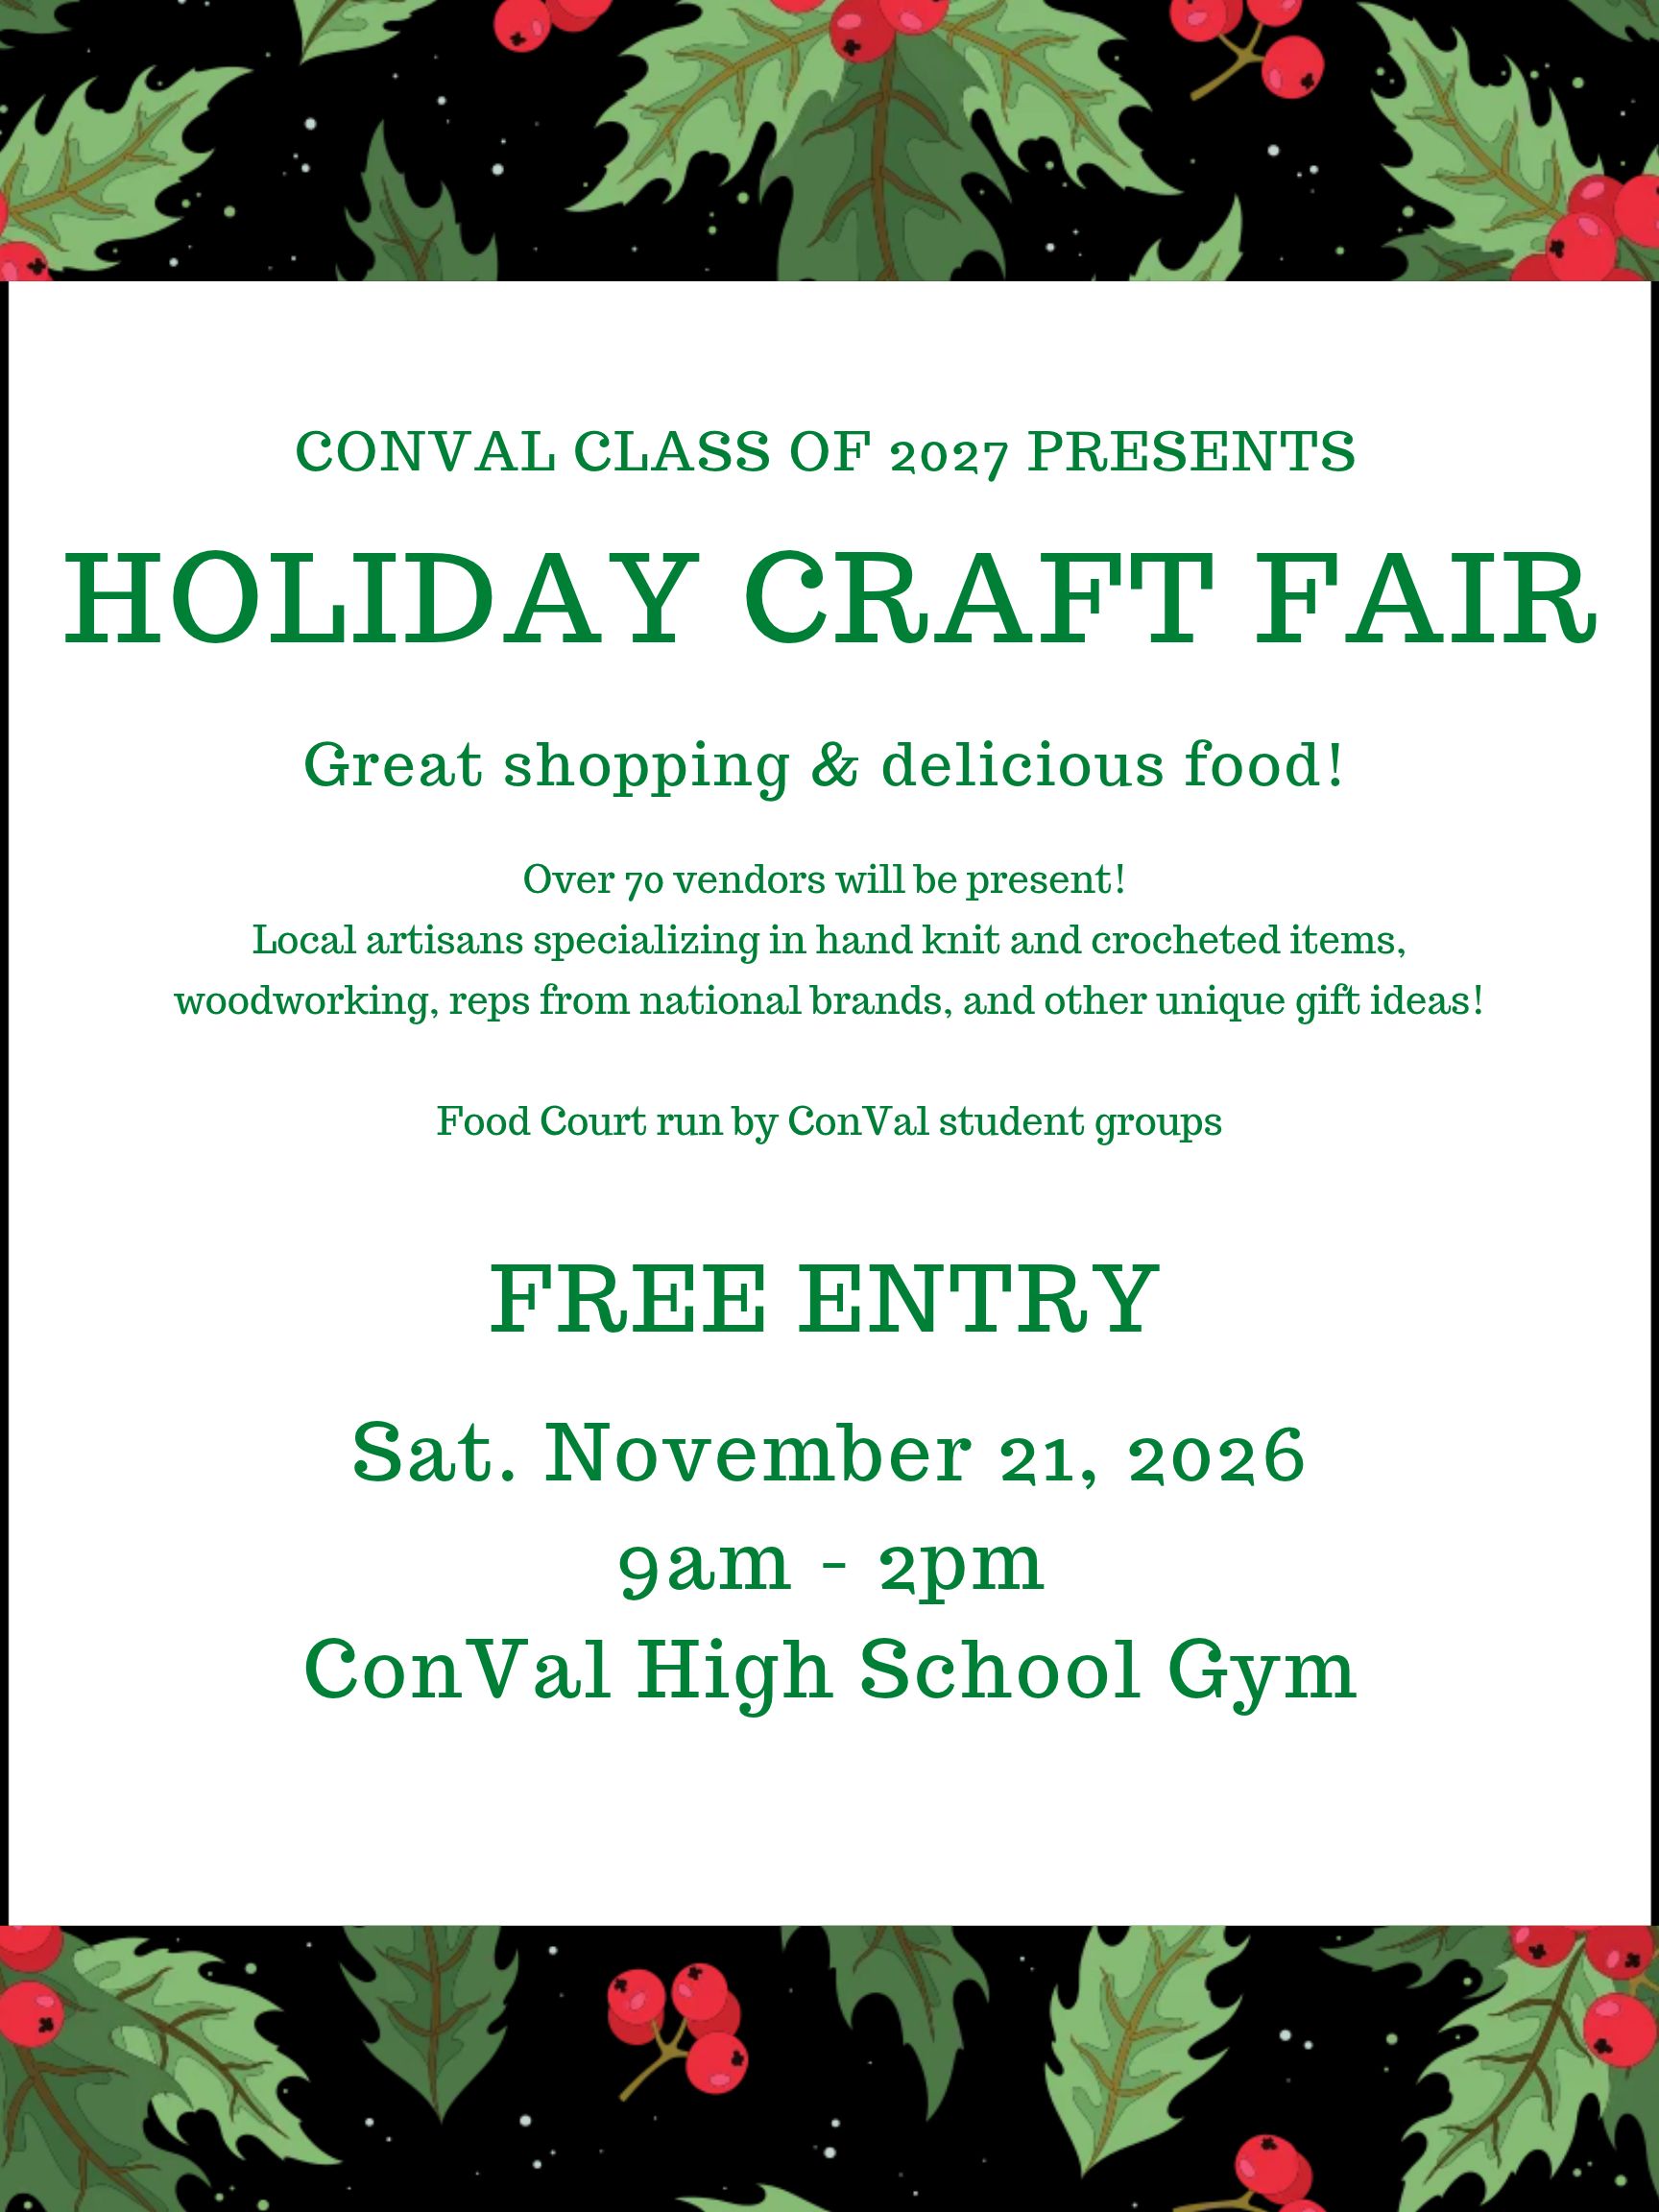 CONVAL CLASS OF 2027 PRESENTS
HOLIDAY CRAFT FAIR
Great shopping & delicious food!
Over 70 vendors will be present!
Local artisans specializing in hand knit and crocheted items,
woodworking, reps from national brands, and other unique gift ideas!
Food Court run by ConVal student groups
FREE ENTRY
Sat. November 21, 2026
9am - 2pm
ConVal High School Gym